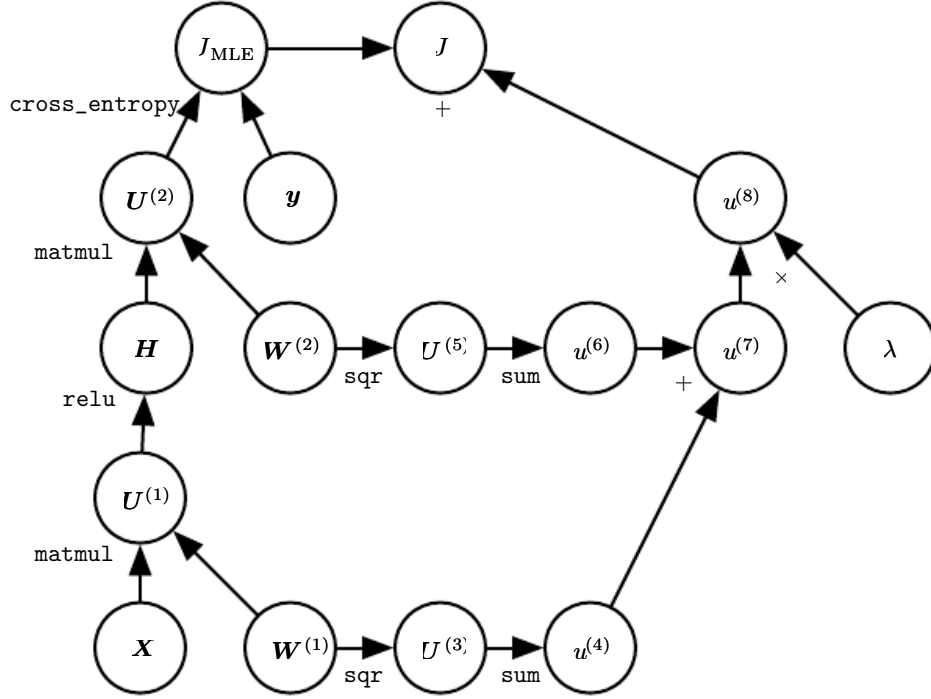 J_MLE J
cross_entropy +
U^(2) y u^(8)
matmul ×
H W^(2) U^(5) u^(6) u^(7) λ
relu sqr sum +
U^(1)
matmul
X W^(1) U^(3) u^(4)
sqr sum